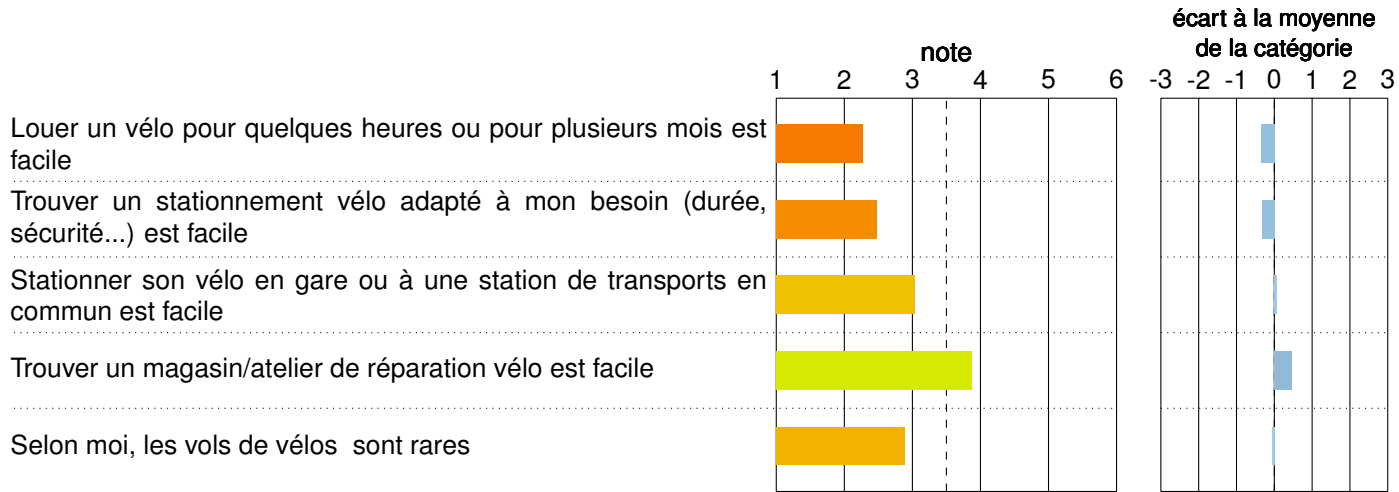 écart à la moyenne
de la catégorie
note
1 2 3 4 5 6
-3 -2 -1 0 1 2 3
Louer un vélo pour quelques heures ou pour plusieurs mois est
facile
Trouver un stationnement vélo adapté à mon besoin (durée,
sécurité...) est facile
Stationner son vélo en gare ou à une station de transports en
commun est facile
Trouver un magasin/atelier de réparation vélo est facile
Selon moi, les vols de vélos sont rares